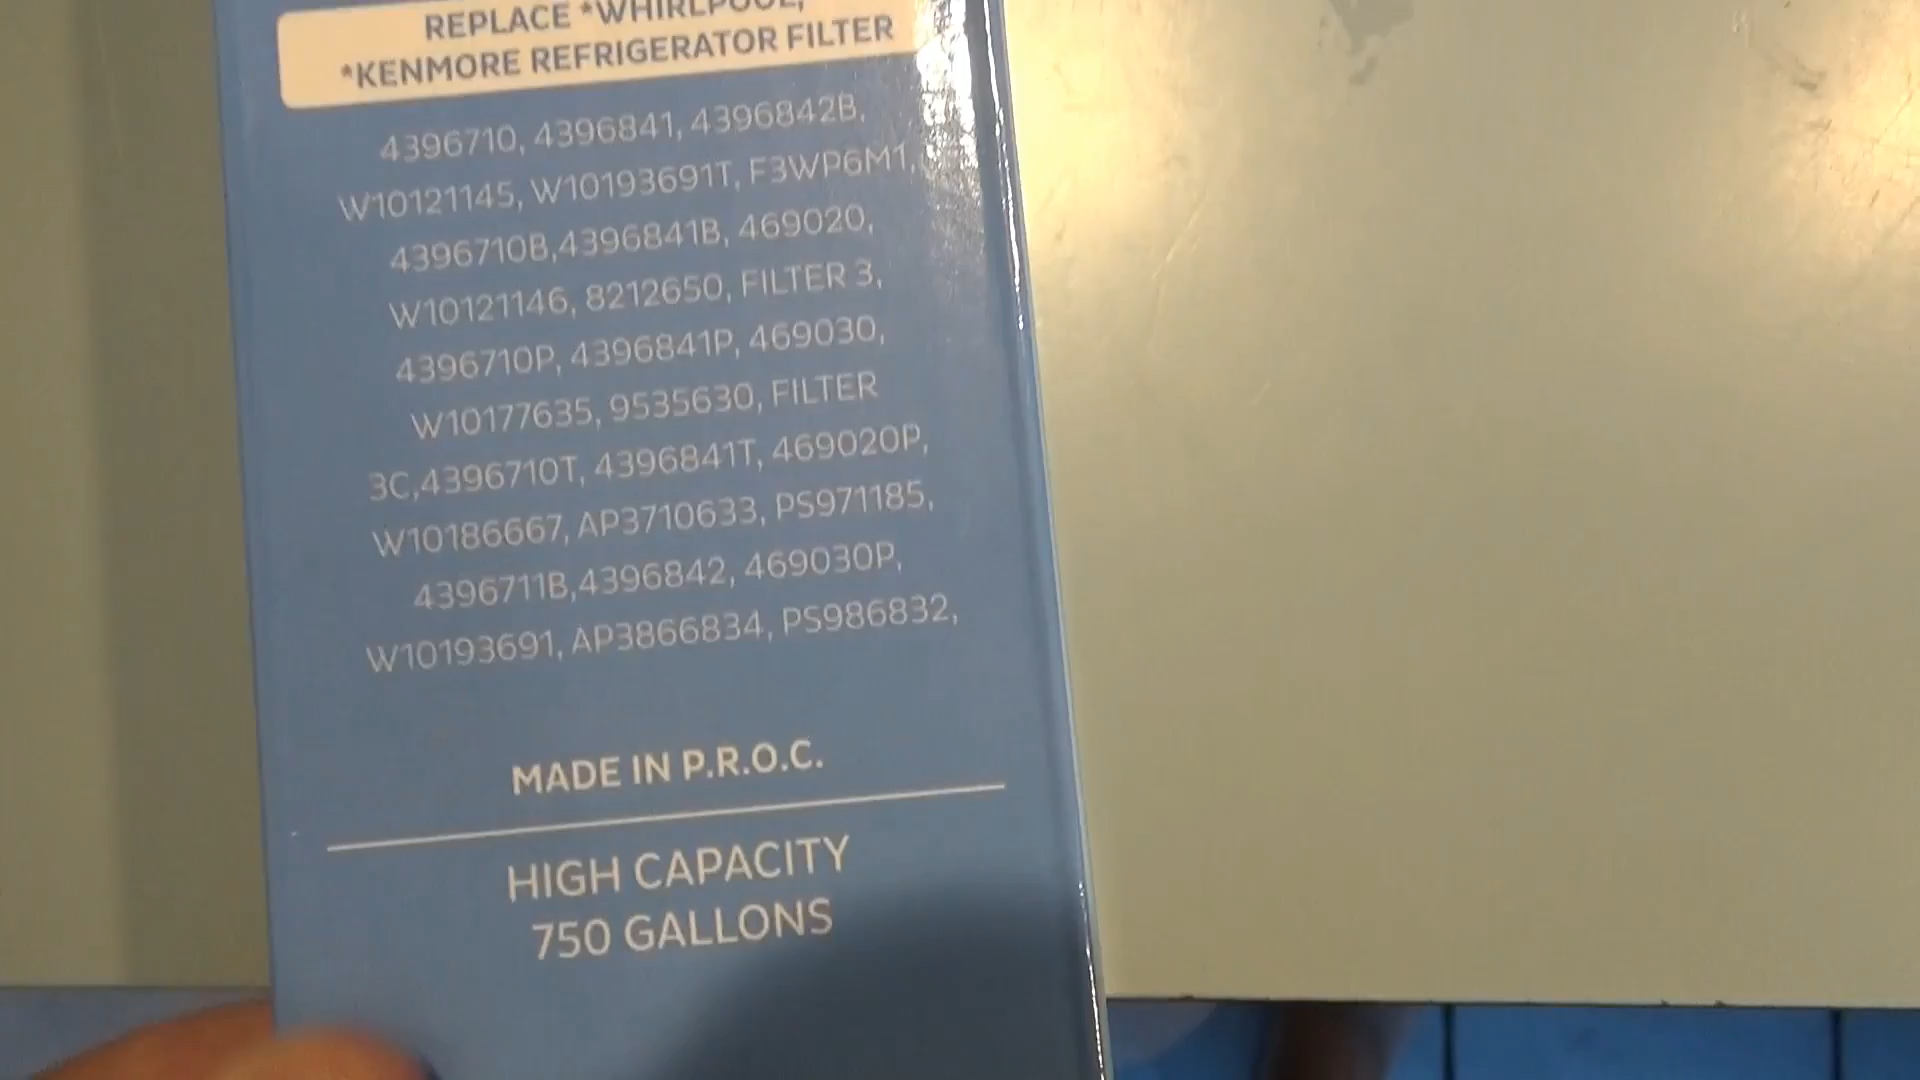 REPLACE *WHIRLPOOL,
*KENMORE REFRIGERATOR FILTER
4396710, 4396841, 4396842B,
W10121145, W10193691T, F3WP6M1,
4396710B,4396841B, 469020,
W10121146, 8212650, FILTER 3,
4396710P, 4396841P, 469030,
W10177635, 9535630, FILTER
3C,4396710T, 4396841T, 469020P,
W10186667, AP3710633, PS971185,
4396711B,4396842, 469030P,
W10193691, AP3866834, PS986832,
MADE IN P.R.O.C.
HIGH CAPACITY
750 GALLONS